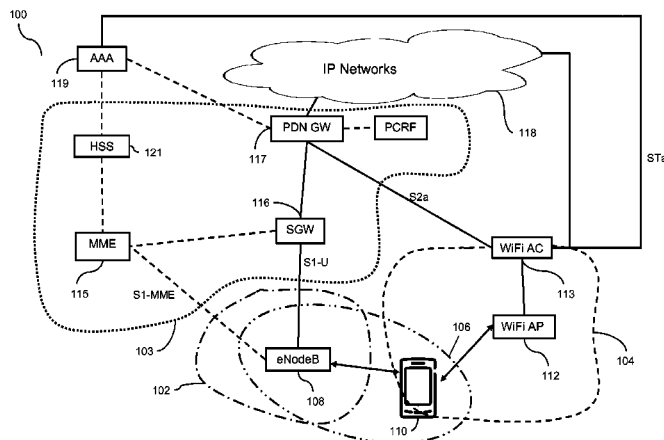 100
AAA
119
IP Networks
118
PDN GW
PCRF
117
HSS
121
STa
116
S2a
SGW
MME
WiFi AC
115
S1-U
113
S1-MME
106
WiFi AP
103
112
104
eNodeB
102
108
110